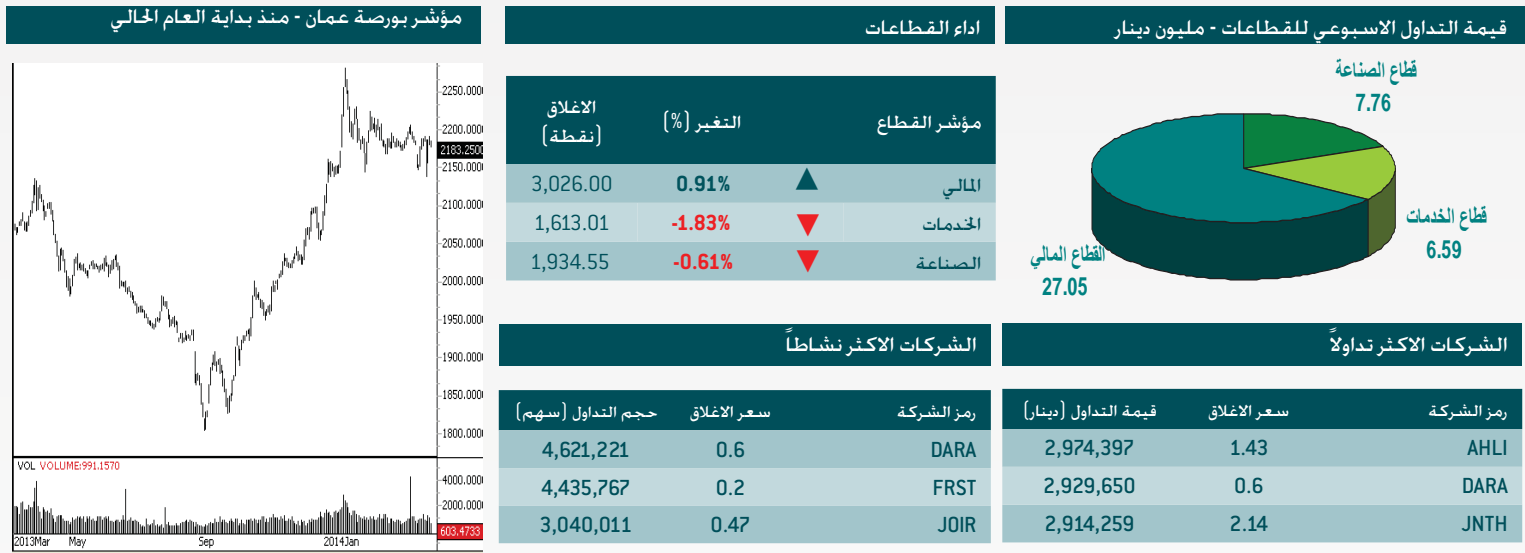 قيمة التداول الاسبوعي للقطاعات - مليون دينار
قطاع الصناعة
7.76
قطاع الخدمات
6.59
القطاع المالي
27.05
اداء القطاعات
مؤشر القطاع التغير (%) الاغلاق (نقطة)
المالي 0.91% 3,026.00
الخدمات -1.83% 1,613.01
الصناعة -0.61% 1,934.55
مؤشر بورصة عمان - منذ بداية العام الحالي
2250.0000
2200.0000
2183.2500
2150.0000
2100.0000
2050.0000
2000.0000
1950.0000
1900.0000
1850.0000
1800.0000
VOL VOLUME:991.1570
4000.0000
2000.0000
603.4733
2013Mar May Sep 2014Jan
الشركات الاكثر تداولاً
رمز الشركة سعر الاغلاق قيمة التداول (دينار)
AHLI 1.43 2,974,397
DARA 0.6 2,929,650
JNTH 2.14 2,914,259
الشركات الاكثر نشاطاً
رمز الشركة سعر الاغلاق حجم التداول (سهم)
DARA 0.6 4,621,221
FRST 0.2 4,435,767
JOIR 0.47 3,040,011